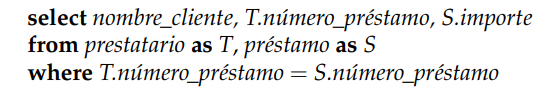 select nombre_cliente, T.número_préstamo, S.importe
from prestatario as T, préstamo as S
where T.número_préstamo = S.número_préstamo